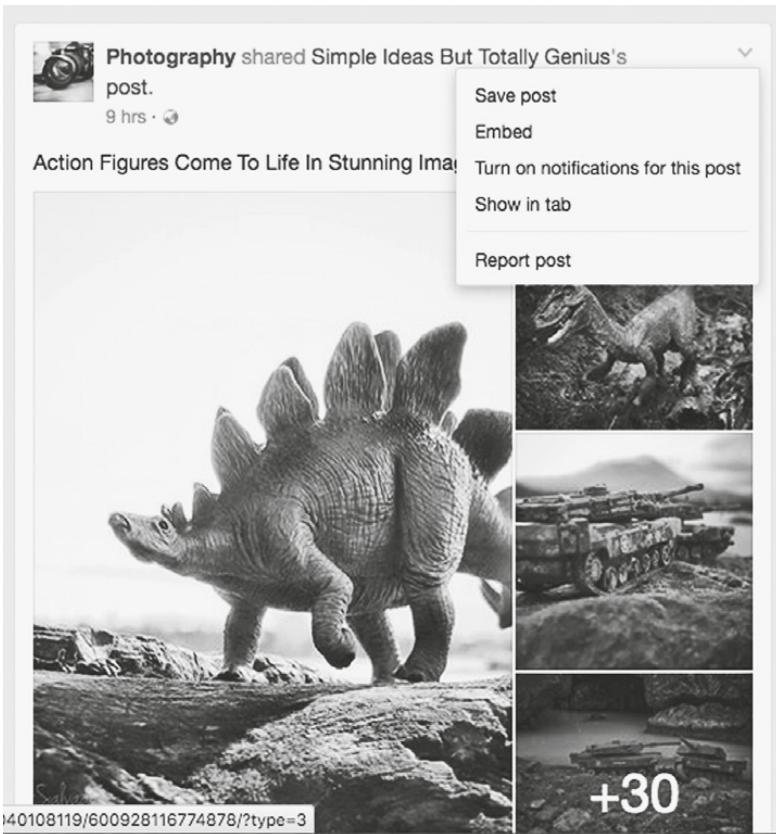 Photography shared Simple Ideas But Totally Genius's
post.
9 hrs ·
Action Figures Come To Life In Stunning
Save post
Embed
Turn on notifications for this post
Show in tab
Report post
+30
40108119/600928116774878/?type=3